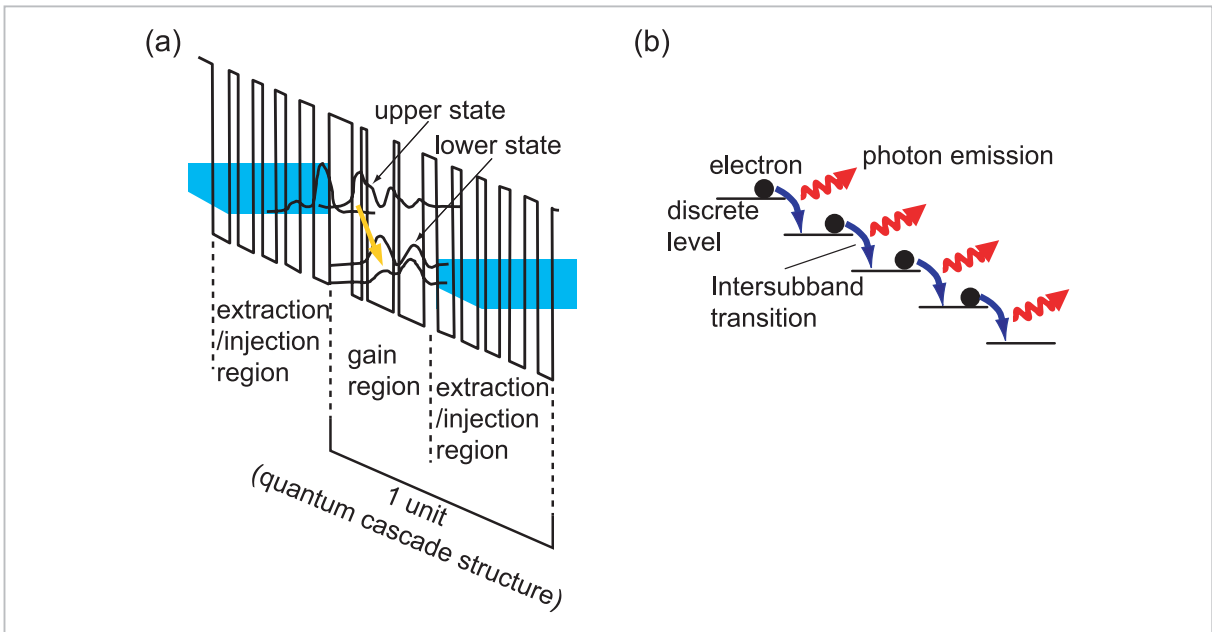 (a)
upper state
lower state
extraction
/injection
region
gain
region
extraction
/injection
region
1 unit
(quantum cascade structure)
(b)
electron
photon emission
discrete
level
Intersubband
transition